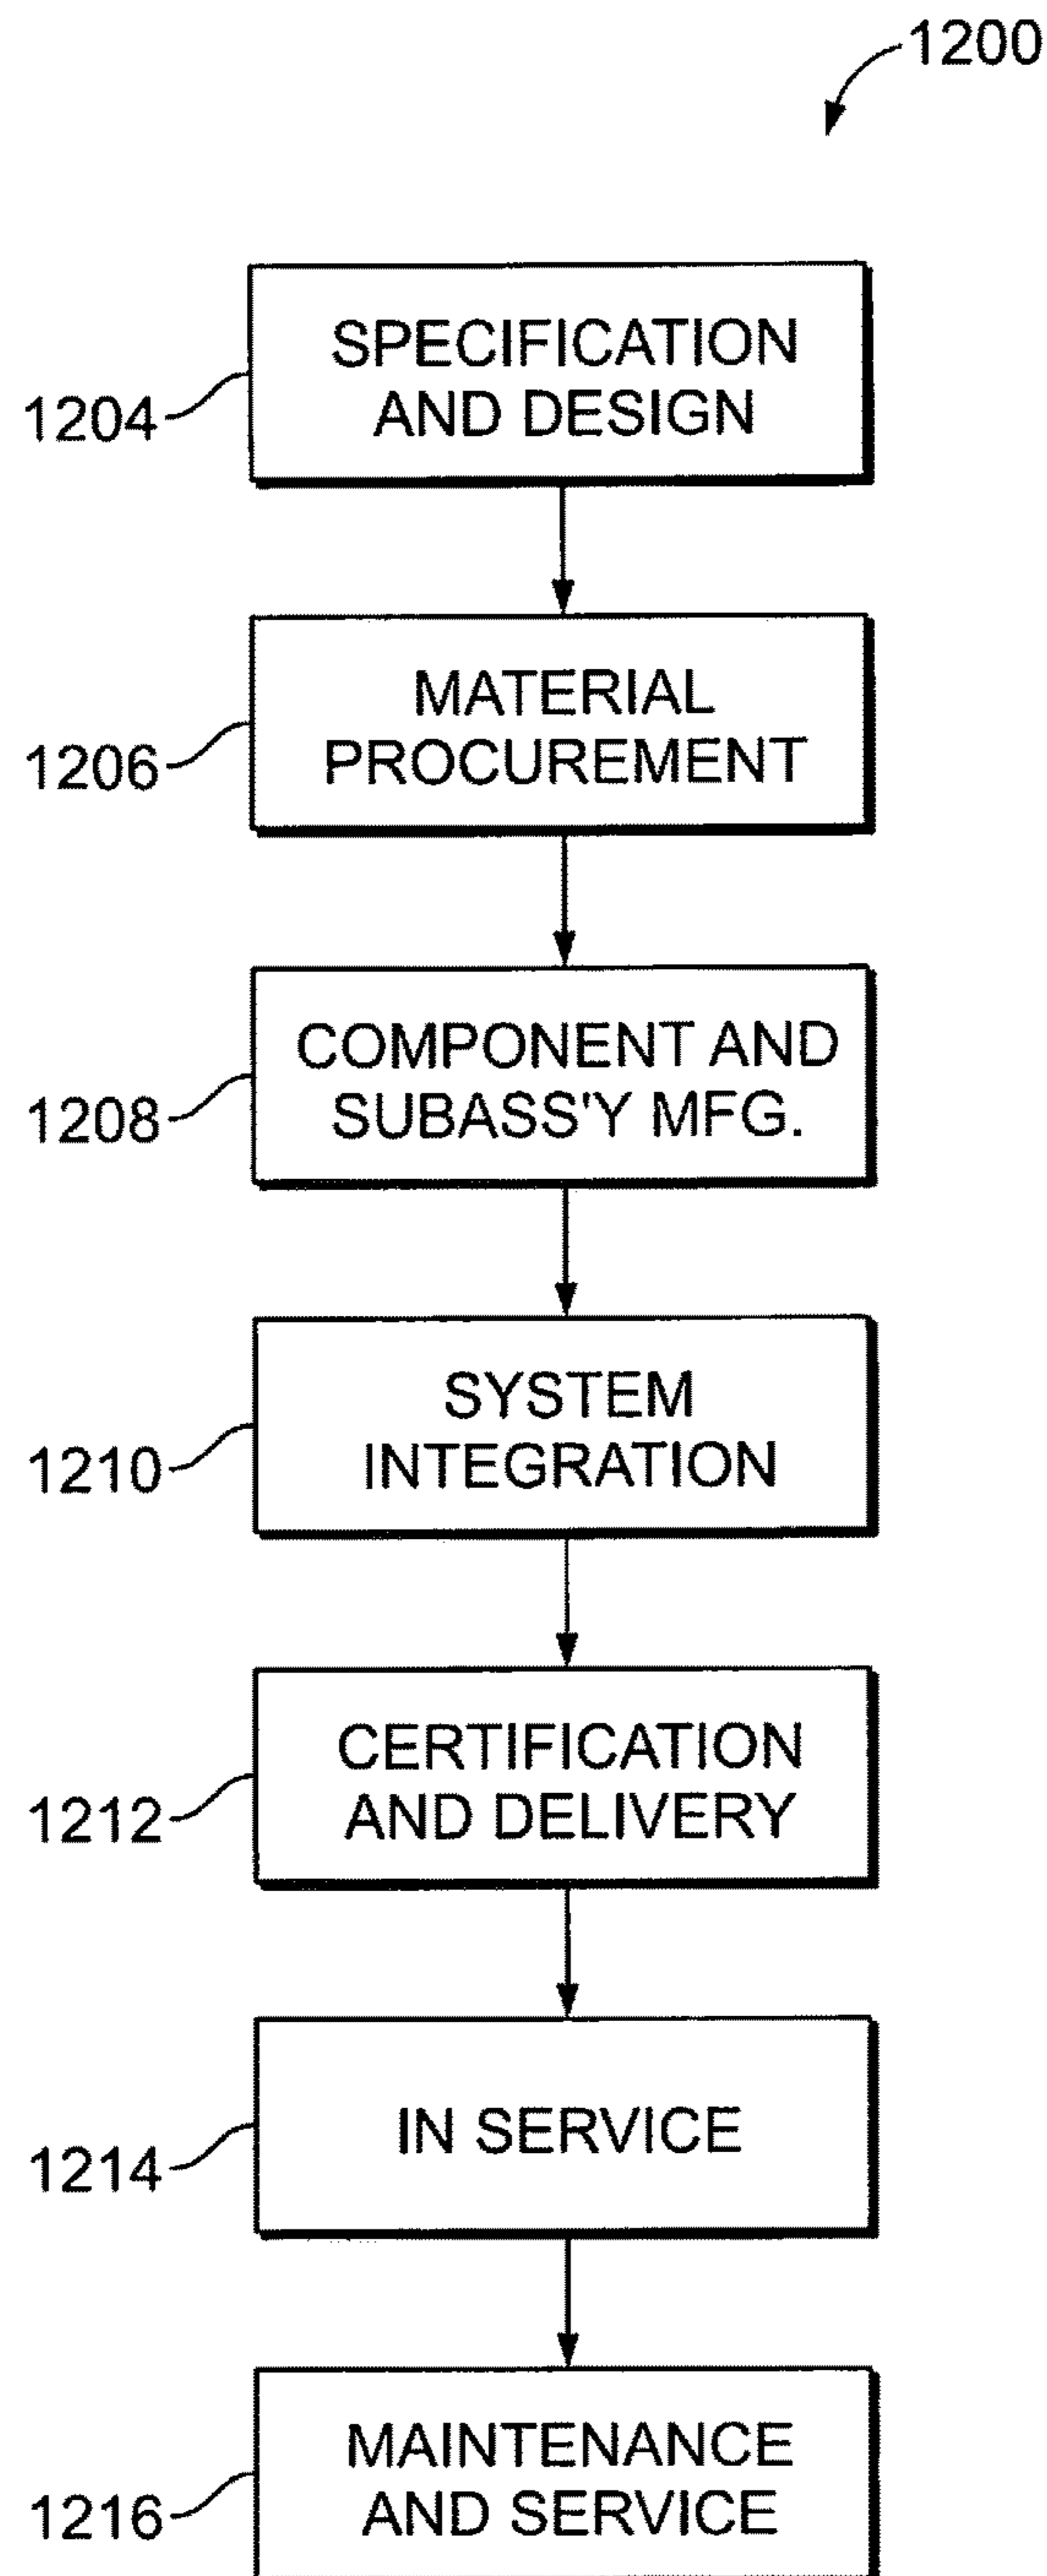 1200
SPECIFICATION
AND DESIGN
1204
MATERIAL
PROCUREMENT
1206
COMPONENT AND
SUBASS'Y MFG.
1208
SYSTEM
INTEGRATION
1210
CERTIFICATION
AND DELIVERY
1212
IN SERVICE
1214
MAINTENANCE
AND SERVICE
1216